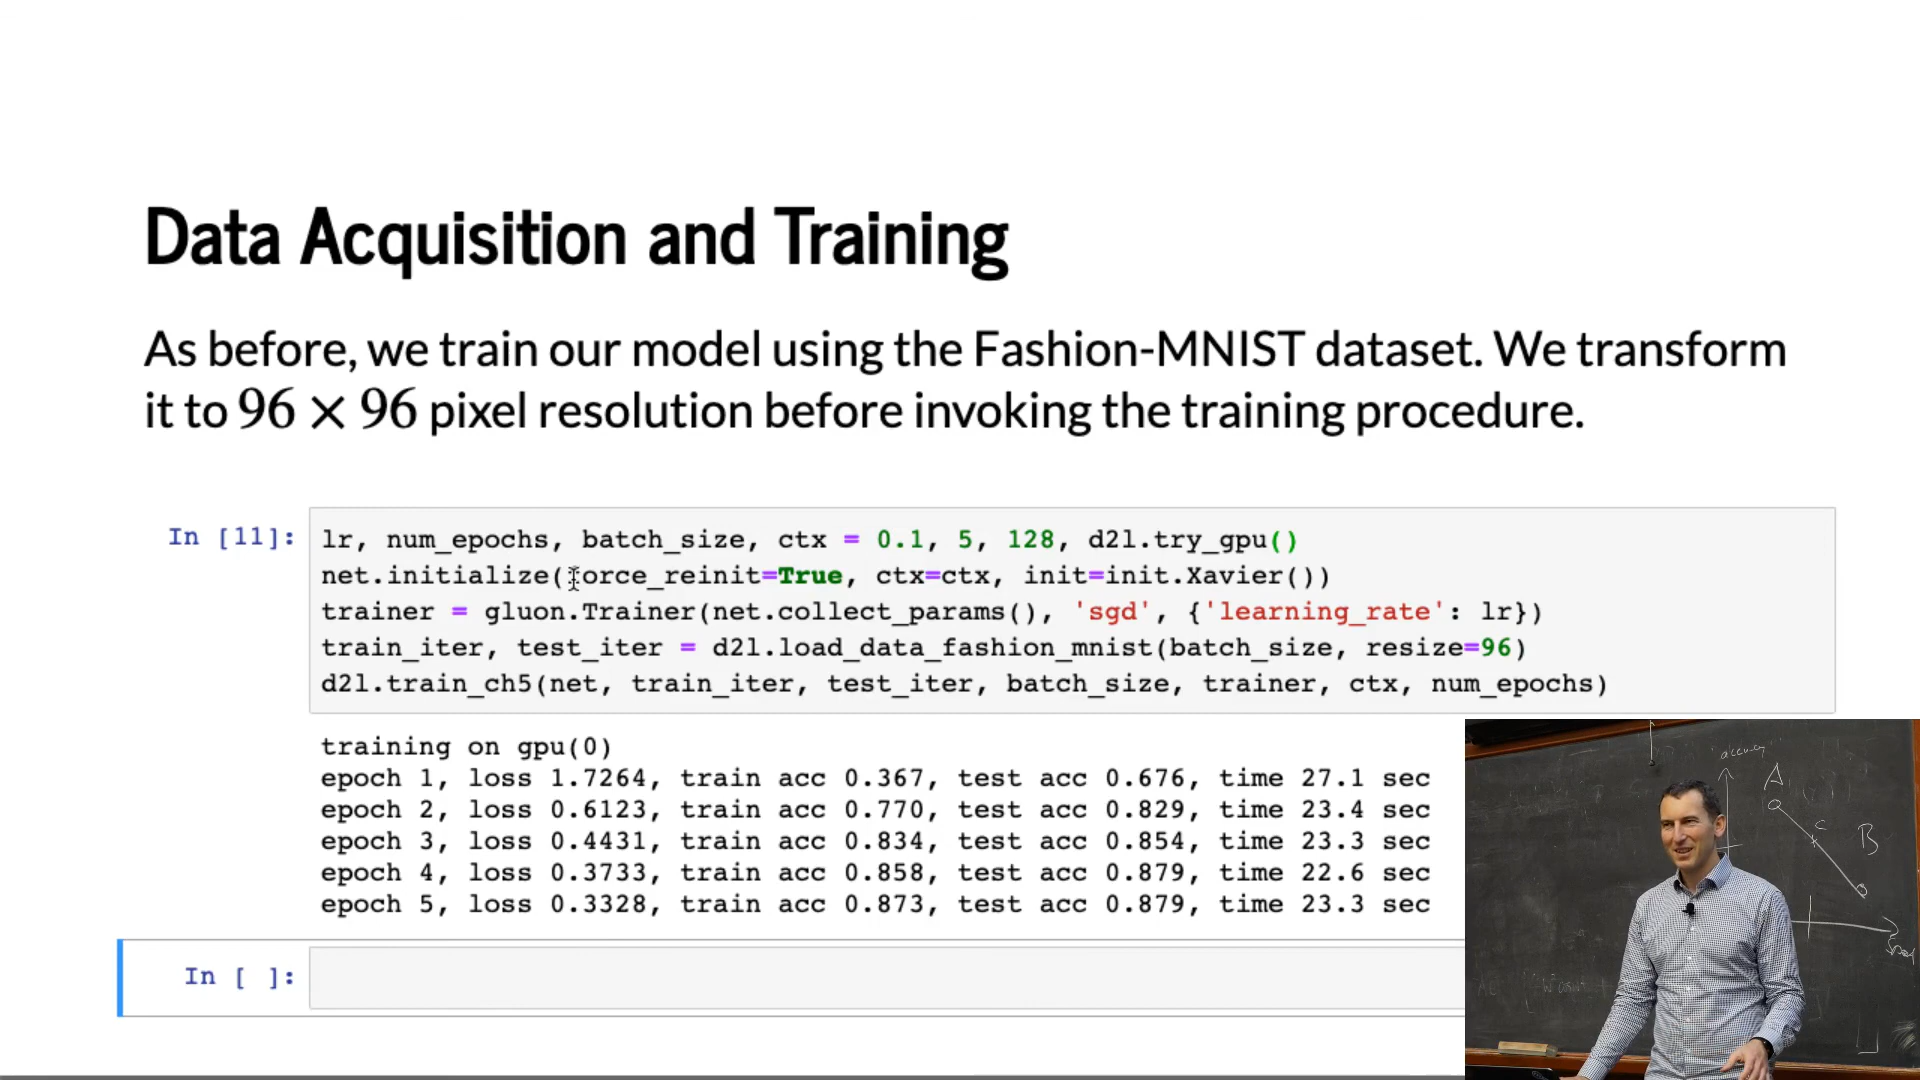 Data Acquisition and Training
As before, we train our model using the Fashion-MNIST dataset. We transform
it to 96 × 96 pixel resolution before invoking the training procedure.
In [11]:
lr, num_epochs, batch_size, ctx = 0.1, 5, 128, d2l.try_gpu()
net.initialize(force_reinit=True, ctx=ctx, init=init.Xavier())
trainer = gluon.Trainer(net.collect_params(), 'sgd', {'learning_rate': lr})
train_iter, test_iter = d2l.load_data_fashion_mnist(batch_size, resize=96)
d2l.train_ch5(net, train_iter, test_iter, batch_size, trainer, ctx, num_epochs)
training on gpu(0)
epoch 1, loss 1.7264, train acc 0.367, test acc 0.676, time 27.1 sec
epoch 2, loss 0.6123, train acc 0.770, test acc 0.829, time 23.4 sec
epoch 3, loss 0.4431, train acc 0.834, test acc 0.854, time 23.3 sec
epoch 4, loss 0.3733, train acc 0.858, test acc 0.879, time 22.6 sec
epoch 5, loss 0.3328, train acc 0.873, test acc 0.879, time 23.3 sec
In [ ]:
A
C
B